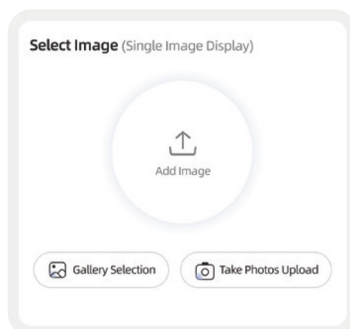 Select Image (Single Image Display)
Add Image
Gallery Selection
Take Photos Upload